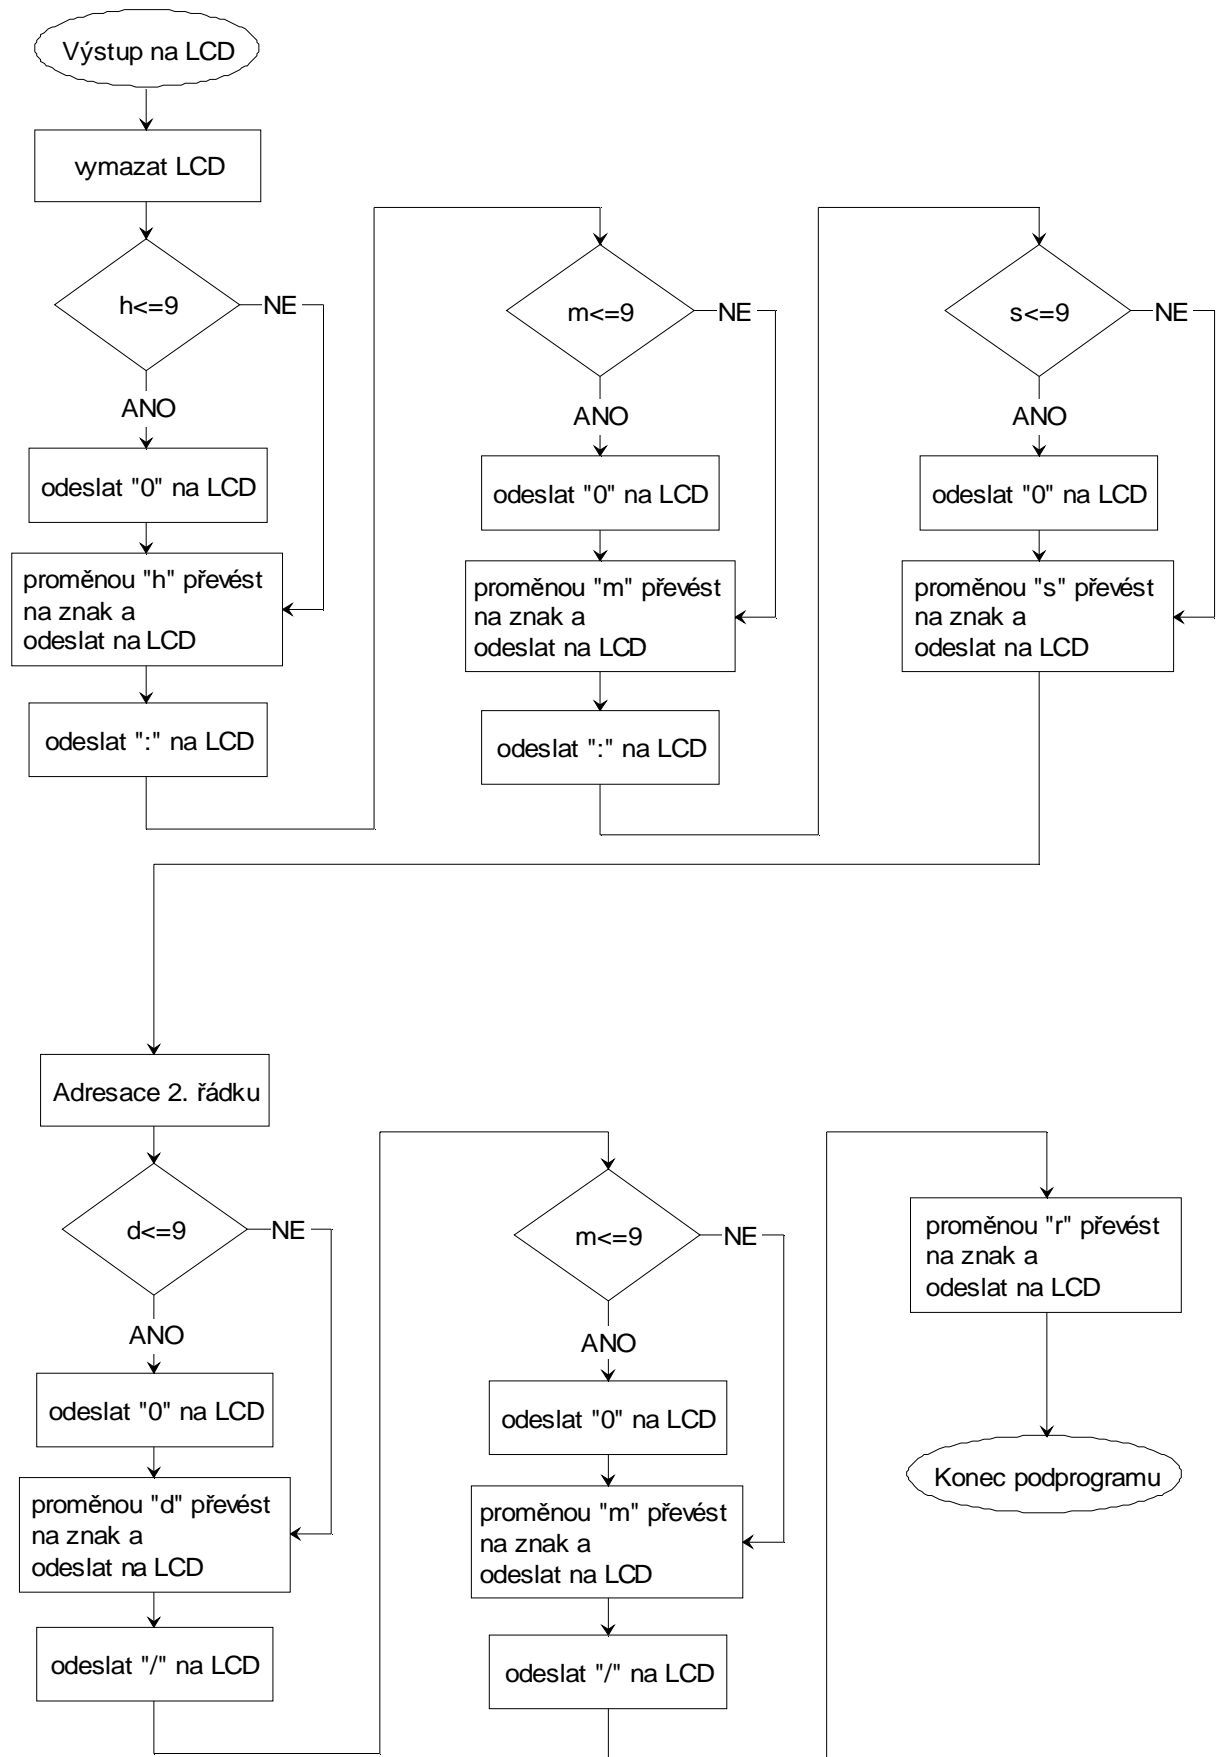 Výstup na LCD
vymazat LCD
h<=9
NE
ANO
odeslat "0" na LCD
proměnou "h" převést
na znak a
odeslat na LCD
odeslat ":" na LCD
m<=9
NE
ANO
odeslat "0" na LCD
proměnou "m" převést
na znak a
odeslat na LCD
odeslat ":" na LCD
s<=9
NE
ANO
odeslat "0" na LCD
proměnou "s" převést
na znak a
odeslat na LCD
Adresace 2. řádku
d<=9
NE
ANO
odeslat "0" na LCD
proměnou "d" převést
na znak a
odeslat na LCD
odeslat "/" na LCD
m<=9
NE
ANO
odeslat "0" na LCD
proměnou "m" převést
na znak a
odeslat na LCD
odeslat "/" na LCD
proměnou "r" převést
na znak a
odeslat na LCD
Konec podprogramu